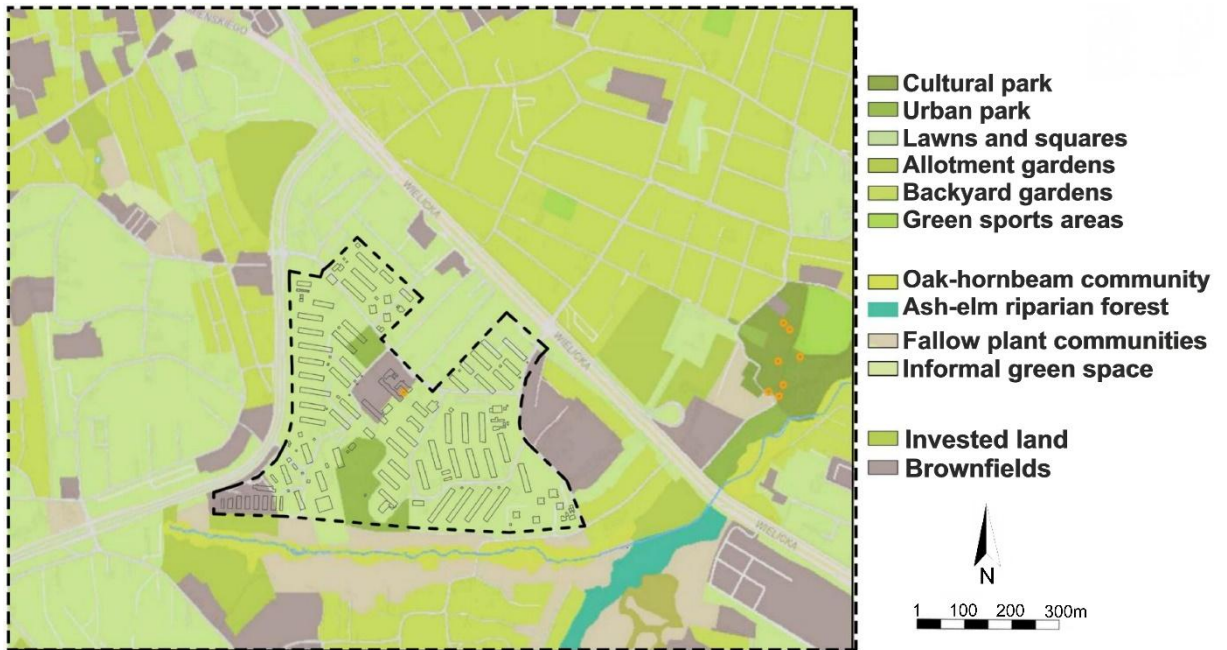 IEŃSKIEGO
WIELICKA
WIELICKA
WIELICKA
Cultural park
Urban park
Lawns and squares
Allotment gardens
Backyard gardens
Green sports areas
Oak-hornbeam community
Ash-elm riparian forest
Fallow plant communities
Informal green space
Invested land
Brownfields
N
1 100 200 300m